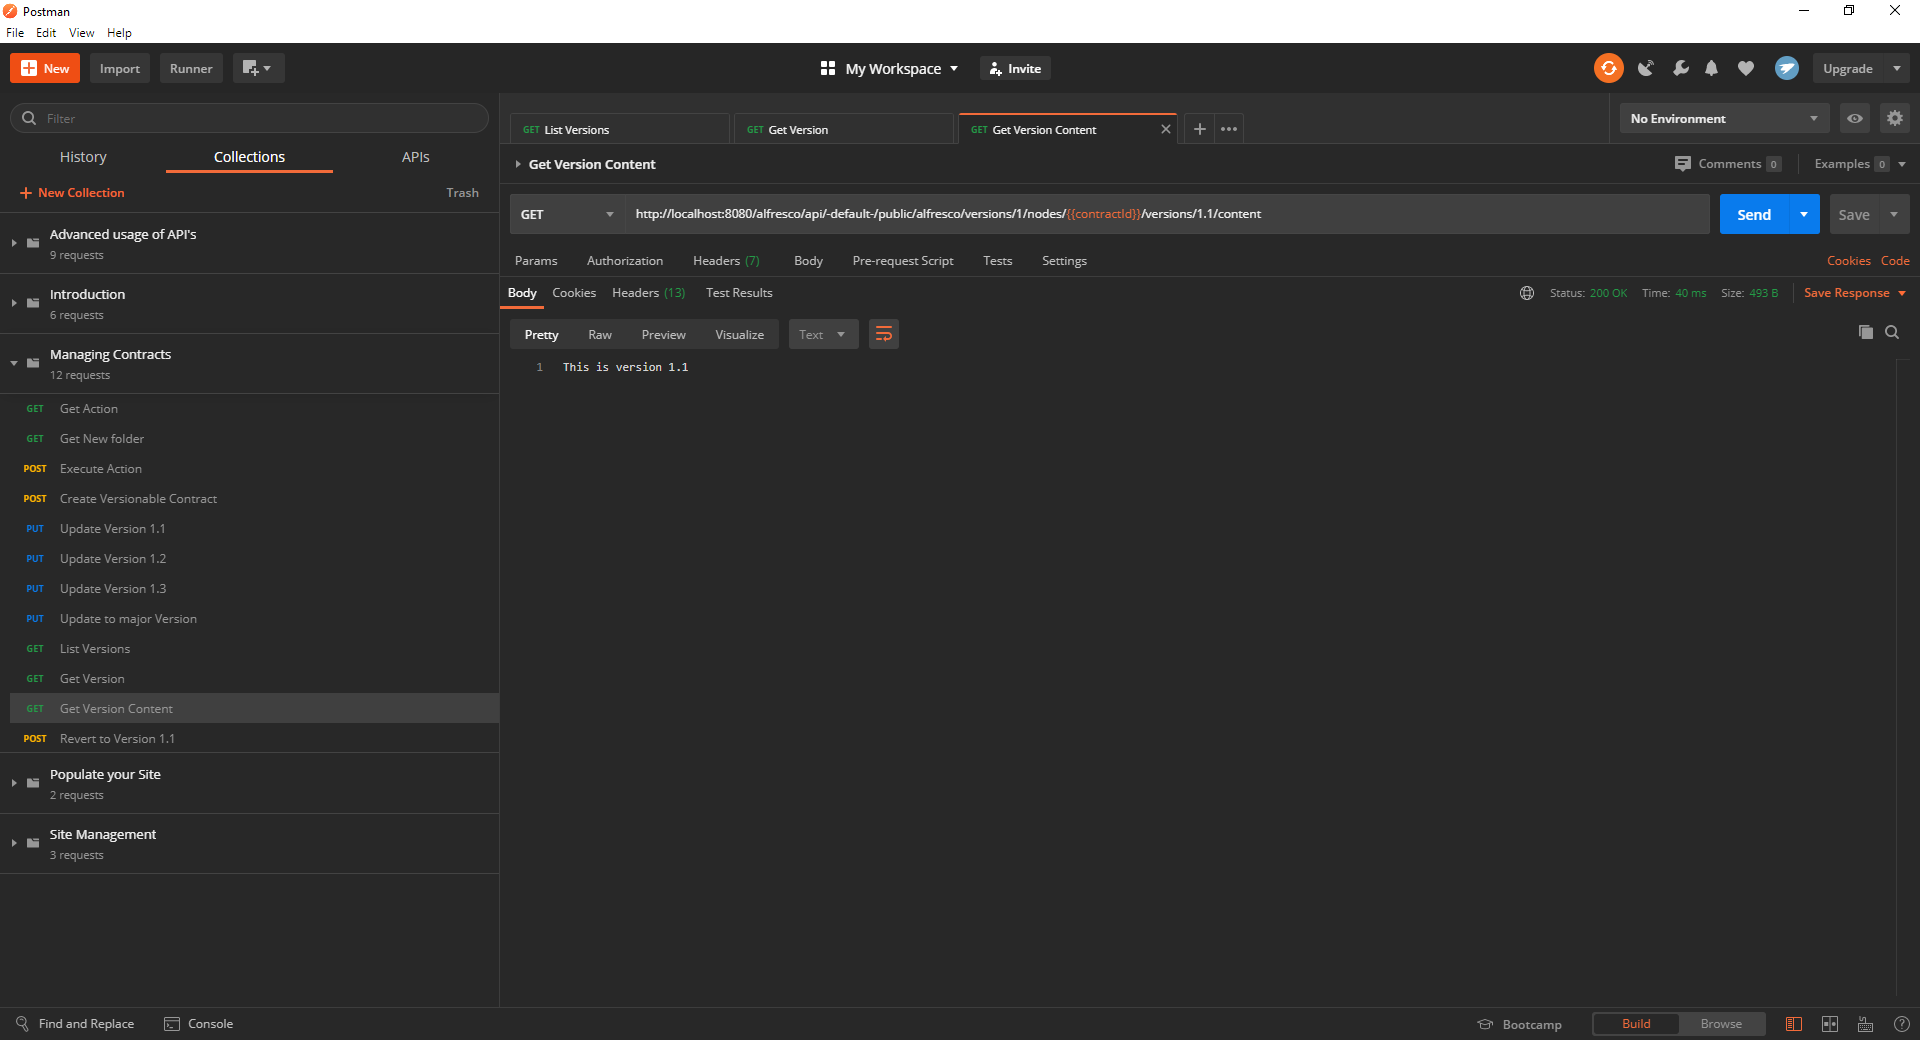 Postman
File Edit View Help
New Import Runner My Workspace Invite Upgrade
Filter
History Collections APIs
New Collection Trash
Advanced usage of API's
9 requests
Introduction
6 requests
Managing Contracts
12 requests
GET Get Action
GET Get New folder
POST Execute Action
POST Create Versionable Contract
PUT Update Version 1.1
PUT Update Version 1.2
PUT Update Version 1.3
PUT Update to major Version
GET List Versions
GET Get Version
GET Get Version Content
POST Revert to Version 1.1
Populate your Site
2 requests
Site Management
3 requests
GET List Versions GET Get Version GET Get Version Content No Environment
Get Version Content Comments 0 Examples 0
GET http://localhost:8080/alfresco/api/-default-/public/alfresco/versions/1/nodes/{{contractId}}/versions/1.1/content Send Save
Params Authorization Headers (7) Body Pre-request Script Tests Settings Cookies Code
Body Cookies Headers (13) Test Results Status: 200 OK Time: 40 ms Size: 493 B Save Response
Pretty Raw Preview Visualize Text
1 This is version 1.1
Find and Replace Console Bootcamp Build Browse